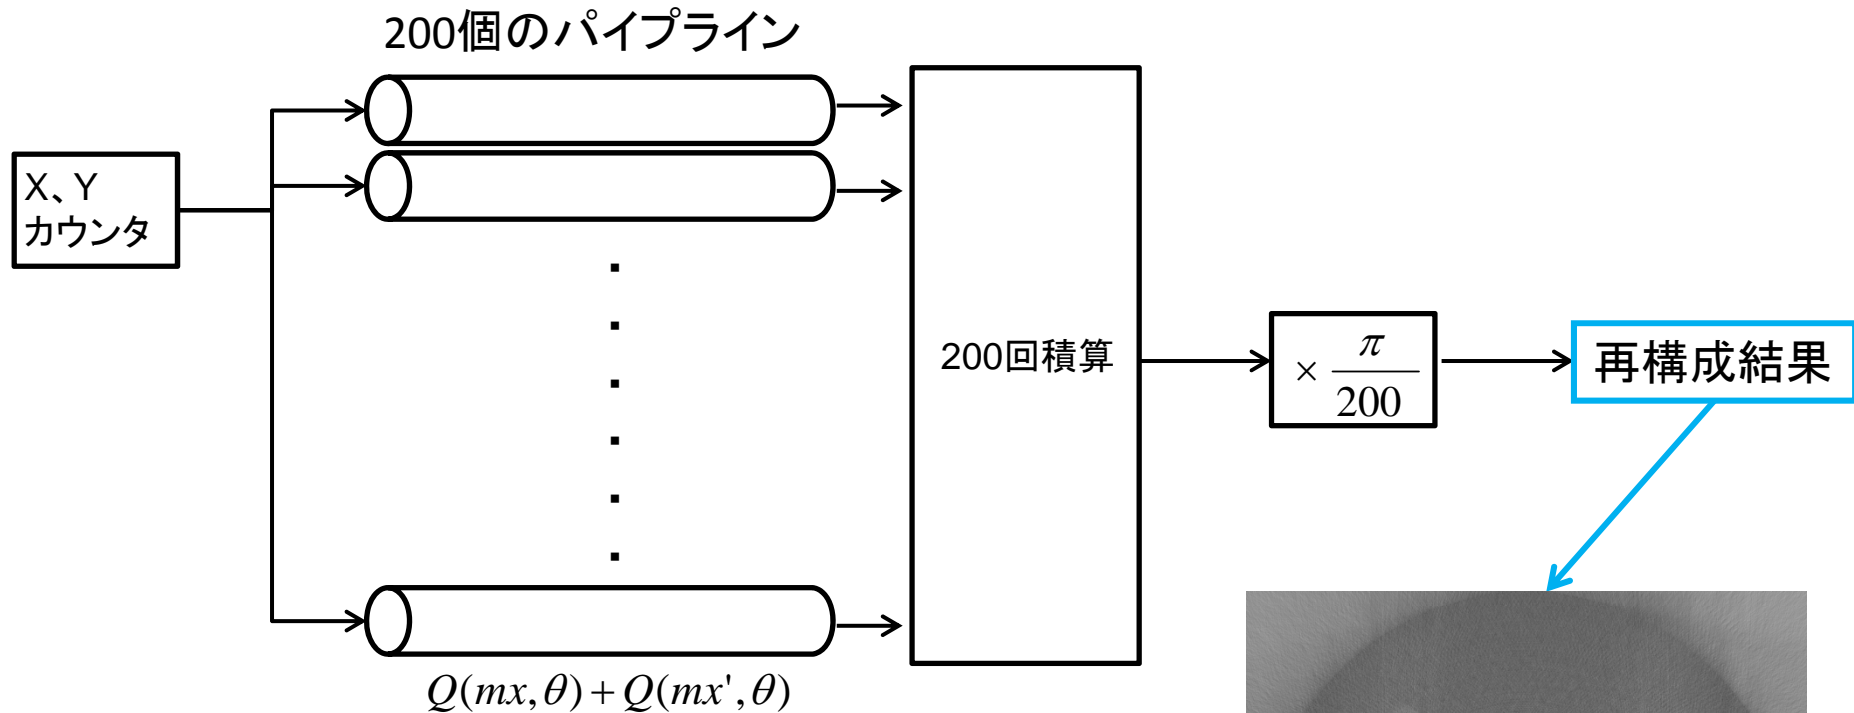 200個のパイプライン
X、Y
カウンタ
・
・
・
・
・
・
200回積算
× π/200
再構成結果
Q(mx,θ)+Q(mx',θ)